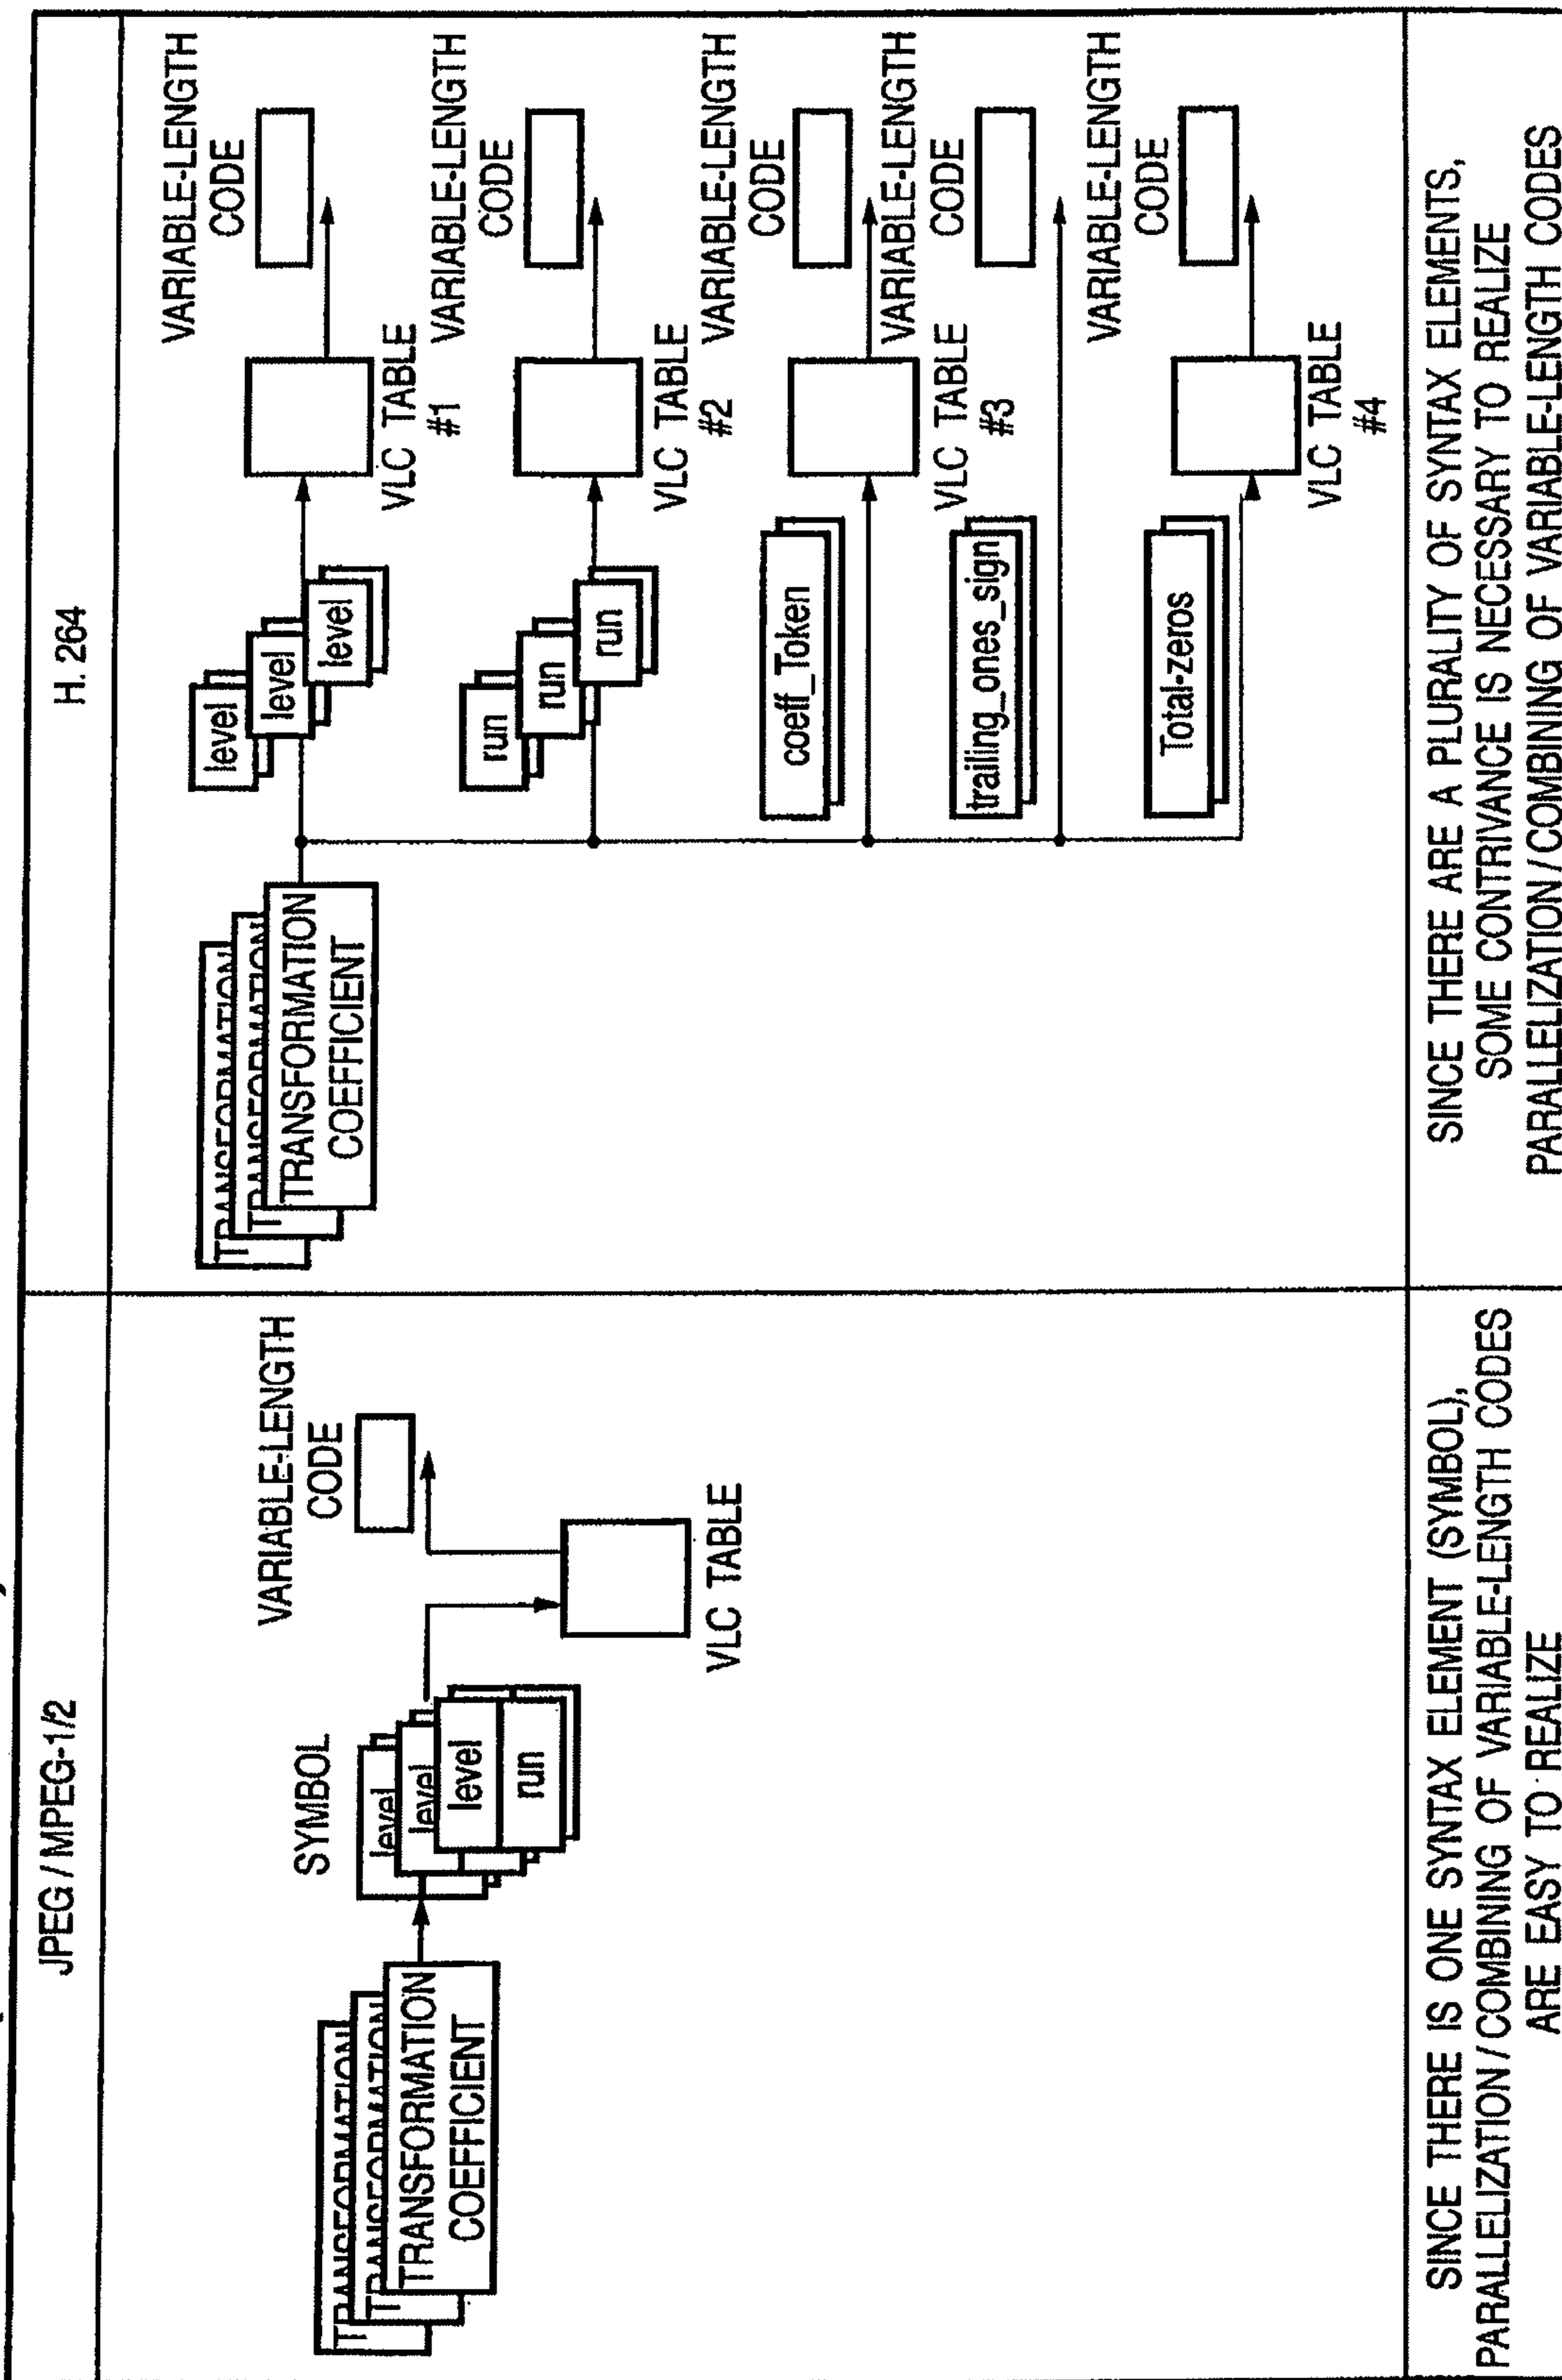 JPEG / MPEG-1/2
H. 264
TRANSFORMATION
TRANSFORMATION
TRANSFORMATION
COEFFICIENT
SYMBOL
level
level
level
run
VLC TABLE
VARIABLE-LENGTH
CODE
SINCE THERE IS ONE SYNTAX ELEMENT (SYMBOL),
PARALLELIZATION / COMBINING OF VARIABLE-LENGTH CODES
ARE EASY TO REALIZE
TRANSFORMATION
TRANSFORMATION
TRANSFORMATION
COEFFICIENT
level
level
level
VLC TABLE
#1
VARIABLE-LENGTH
CODE
run
run
run
VLC TABLE
#2
VARIABLE-LENGTH
CODE
coeff_Token
VLC TABLE
#3
VARIABLE-LENGTH
CODE
trailing_ones_sign
VARIABLE-LENGTH
CODE
Total-zeros
VLC TABLE
#4
VARIABLE-LENGTH
CODE
SINCE THERE ARE A PLURALITY OF SYNTAX ELEMENTS,
SOME CONTRIVANCE IS NECESSARY TO REALIZE
PARALLELIZATION / COMBINING OF VARIABLE-LENGTH CODES